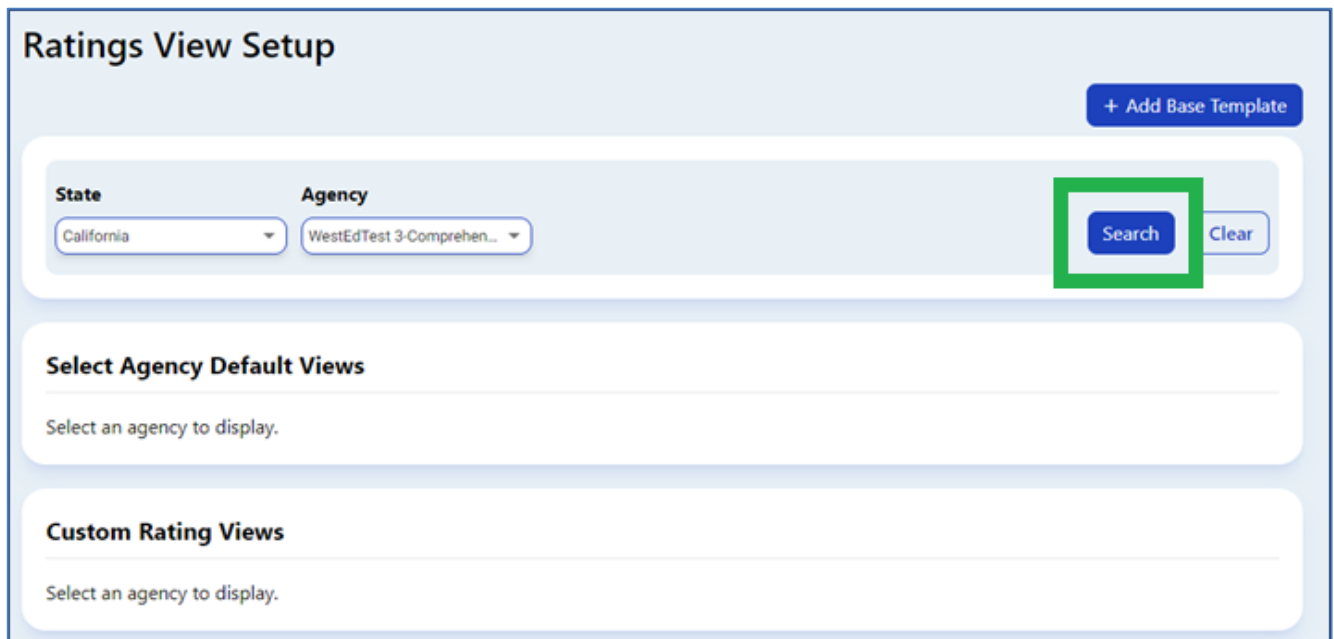 Ratings View Setup
+ Add Base Template
State Agency
California WestEdTest 3-Comprehen... Search Clear
Select Agency Default Views
Select an agency to display.
Custom Rating Views
Select an agency to display.